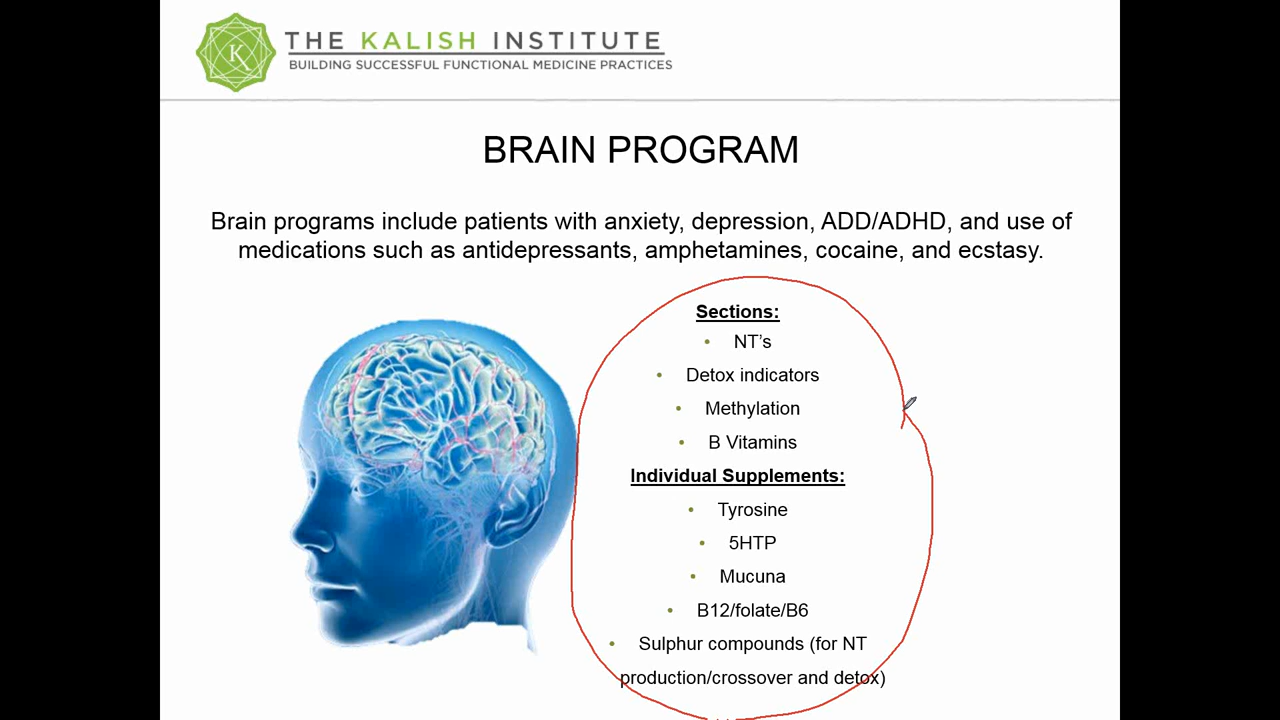 THE KALISH INSTITUTE
BUILDING SUCCESSFUL FUNCTIONAL MEDICINE PRACTICES
K
BRAIN PROGRAM
Brain programs include patients with anxiety, depression, ADD/ADHD, and use of
medications such as antidepressants, amphetamines, cocaine, and ecstasy.
Sections:
• NT's
• Detox indicators
• Methylation
• B Vitamins
Individual Supplements:
• Tyrosine
• 5HTP
• Mucuna
• B12/folate/B6
• Sulphur compounds (for NT
production/crossover and detox)